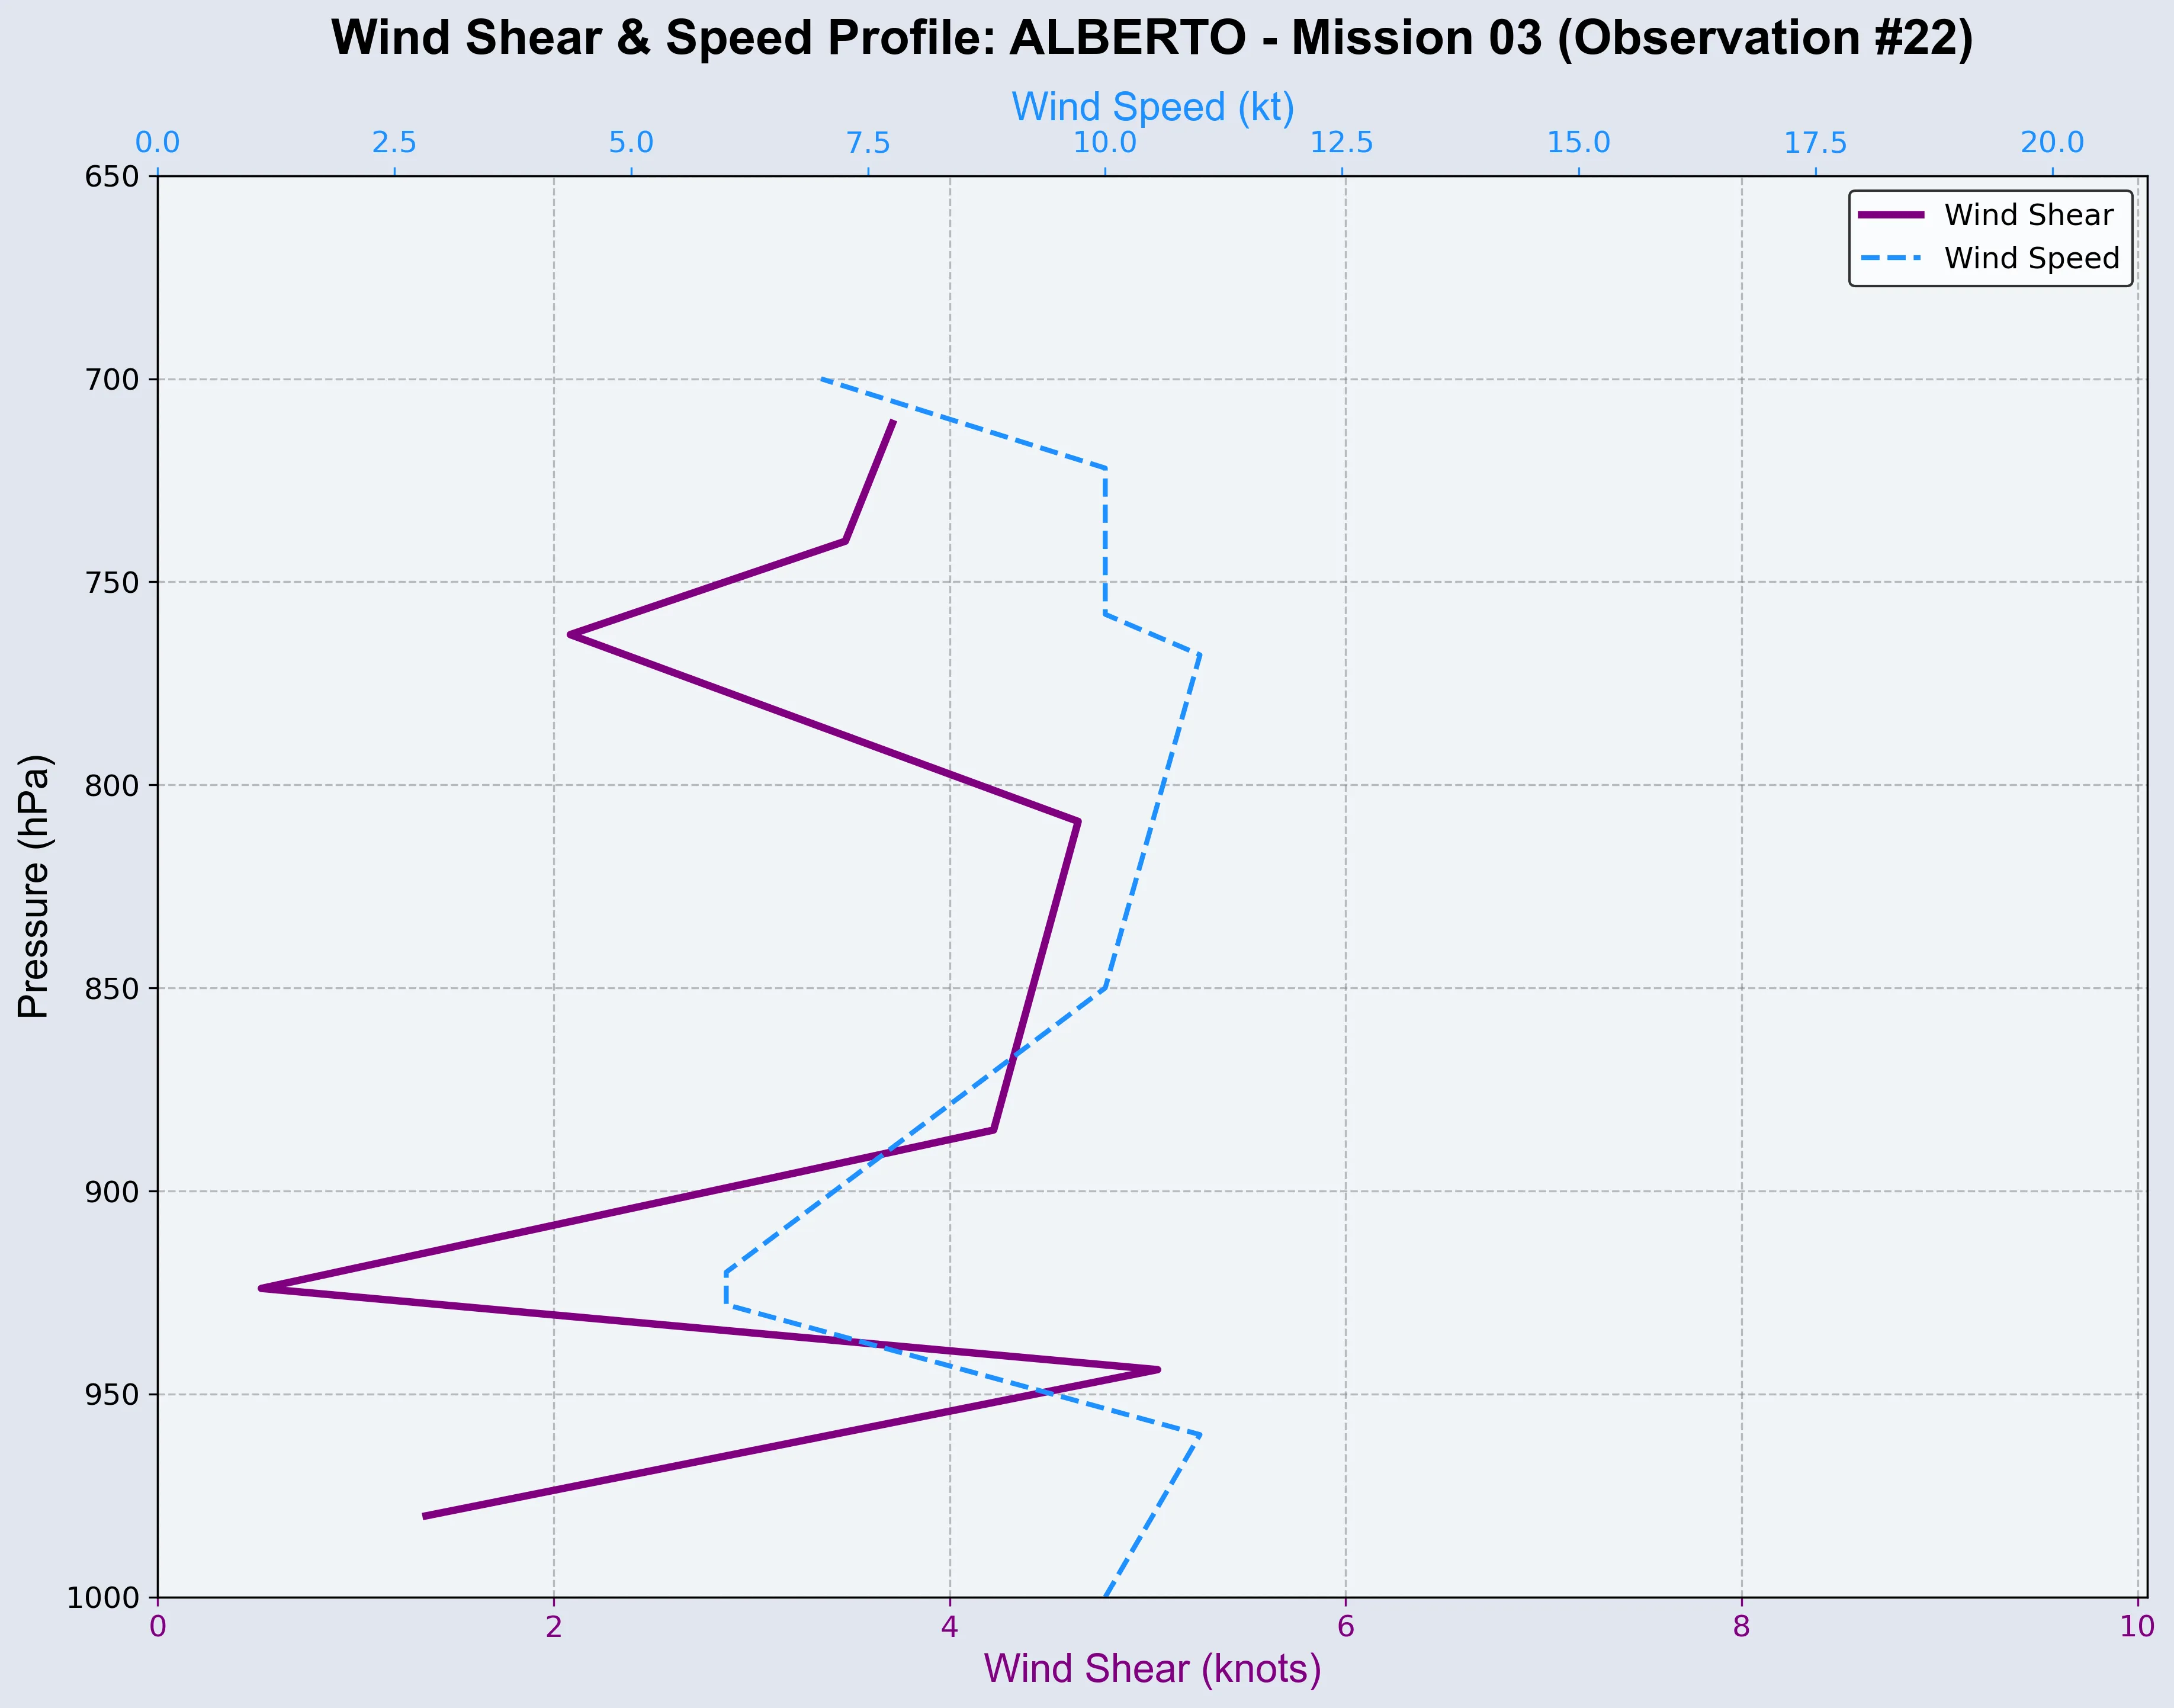 Wind Shear & Speed Profile: ALBERTO - Mission 03 (Observation #22)
Wind Speed (kt)
0.0 2.5 5.0 7.5 10.0 12.5 15.0 17.5 20.0
Wind Shear
Wind Speed
Pressure (hPa)
650
700
750
800
850
900
950
1000
0 2 4 6 8 10
Wind Shear (knots)